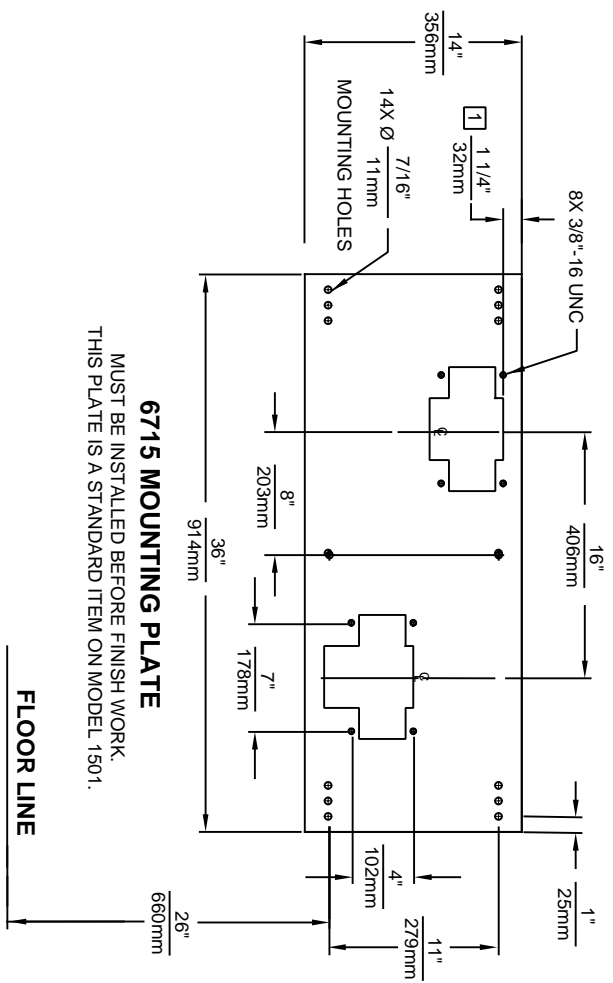 14"
356mm
1
1 1/4"
32mm
8X 3/8"-16 UNC
14X Ø
7/16"
11mm
MOUNTING HOLES
16"
406mm
℄
℄
8"
203mm
7"
178mm
36"
914mm
4"
102mm
11"
279mm
1"
25mm
26"
660mm
6715 MOUNTING PLATE
MUST BE INSTALLED BEFORE FINISH WORK.
THIS PLATE IS A STANDARD ITEM ON MODEL 1501.
FLOOR LINE